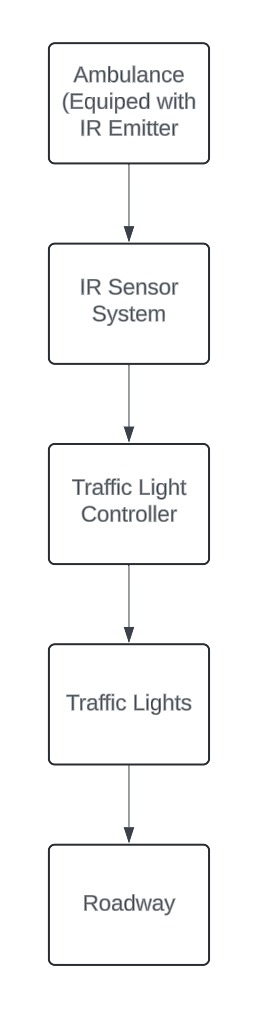 Ambulance
(Equiped with
IR Emitter
IR Sensor
System
Traffic Light
Controller
Traffic Lights
Roadway